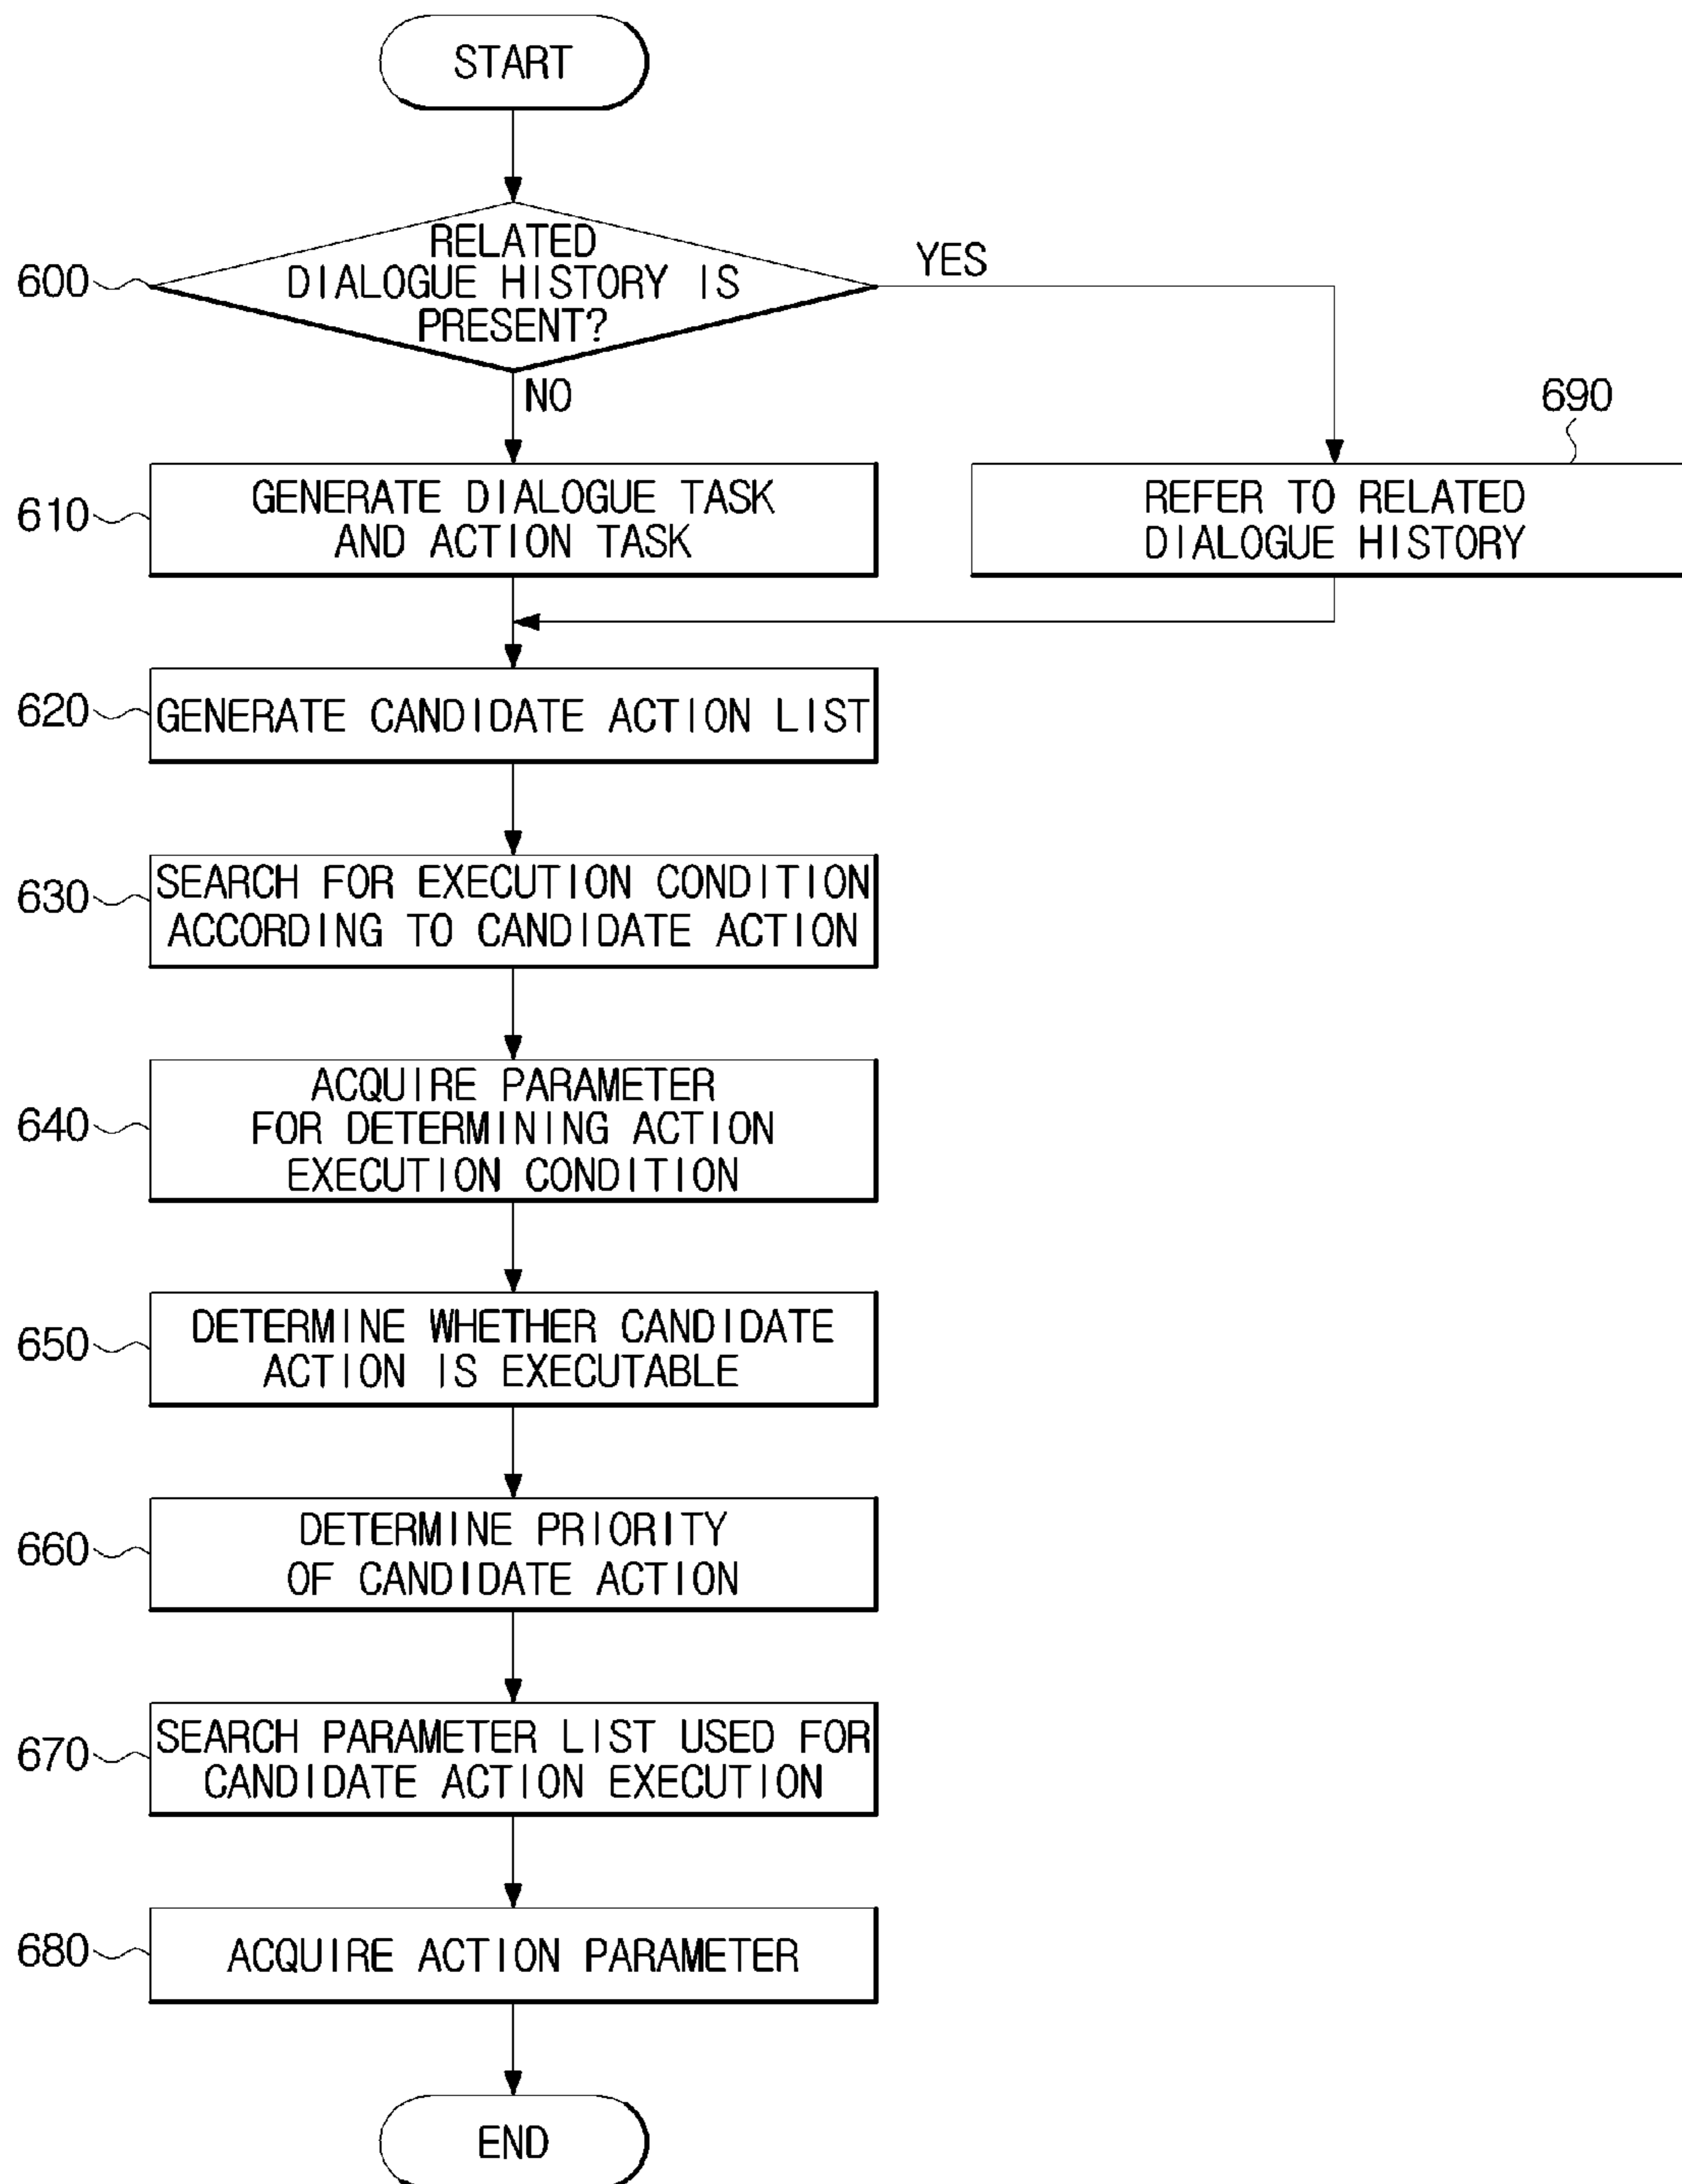 START
RELATED
DIALOGUE HISTORY IS
PRESENT?
600
YES
NO
690
610
GENERATE DIALOGUE TASK
AND ACTION TASK
REFER TO RELATED
DIALOGUE HISTORY
620
GENERATE CANDIDATE ACTION LIST
630
SEARCH FOR EXECUTION CONDITION
ACCORDING TO CANDIDATE ACTION
640
ACQUIRE PARAMETER
FOR DETERMINING ACTION
EXECUTION CONDITION
650
DETERMINE WHETHER CANDIDATE
ACTION IS EXECUTABLE
660
DETERMINE PRIORITY
OF CANDIDATE ACTION
670
SEARCH PARAMETER LIST USED FOR
CANDIDATE ACTION EXECUTION
680
ACQUIRE ACTION PARAMETER
END